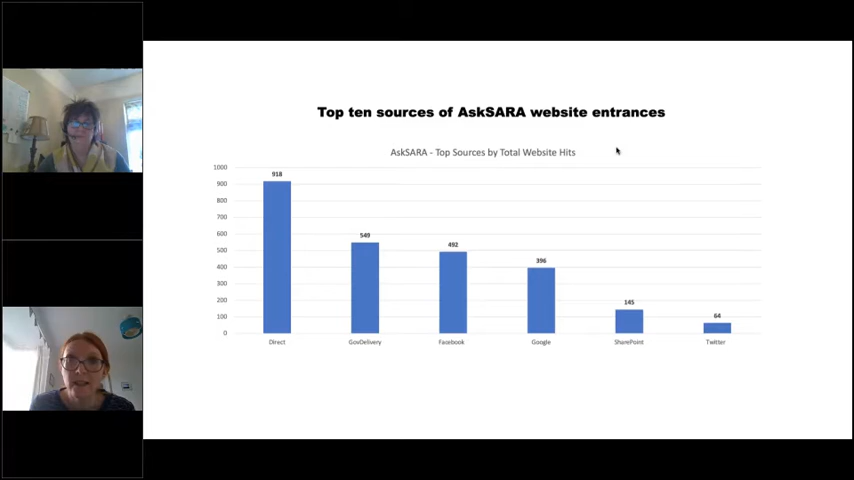 Top ten sources of AskSARA website entrances
AskSARA - Top Sources by Total Website Hits
1000
900
800
700
600
500
400
300
200
100
0
918
549
492
396
145
64
Direct
GovDelivery
Facebook
Google
SharePoint
Twitter